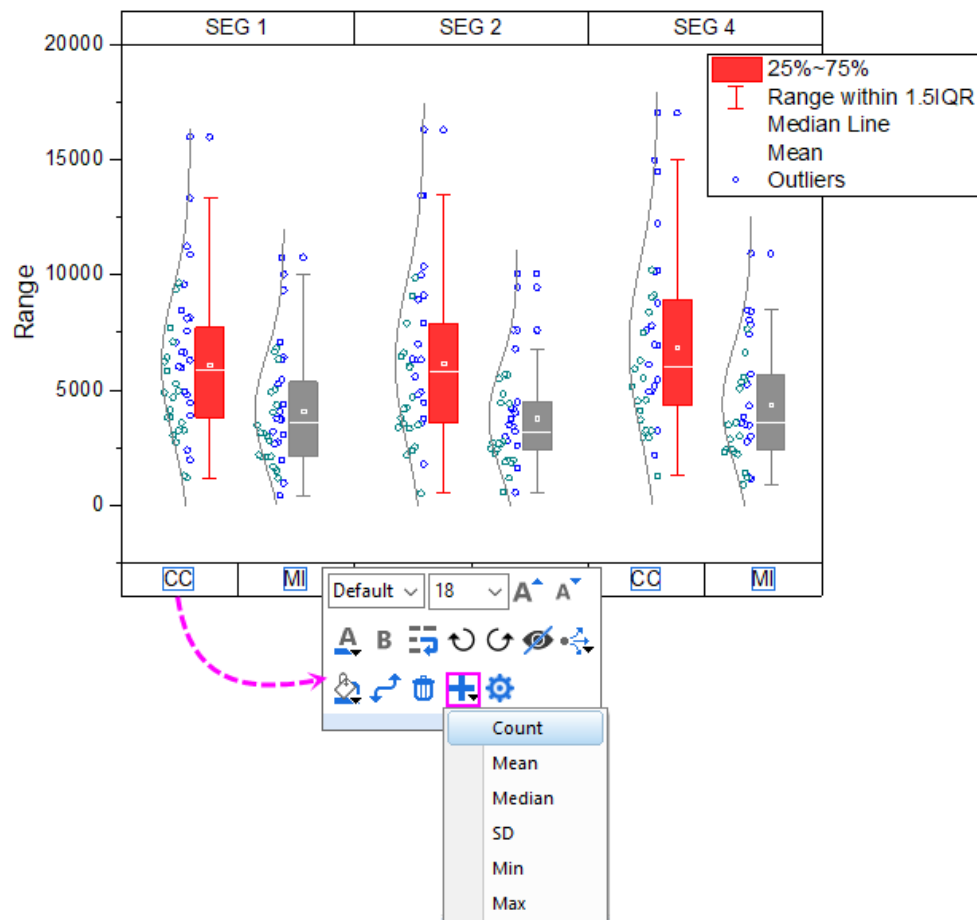 SEG 1 SEG 2 SEG 4
20000
25%~75%
Range within 1.5IQR
Median Line
Mean
Outliers
15000
10000
Range
5000
0
CC MI CC MI
Default 18 A A
A B
Count
Mean
Median
SD
Min
Max